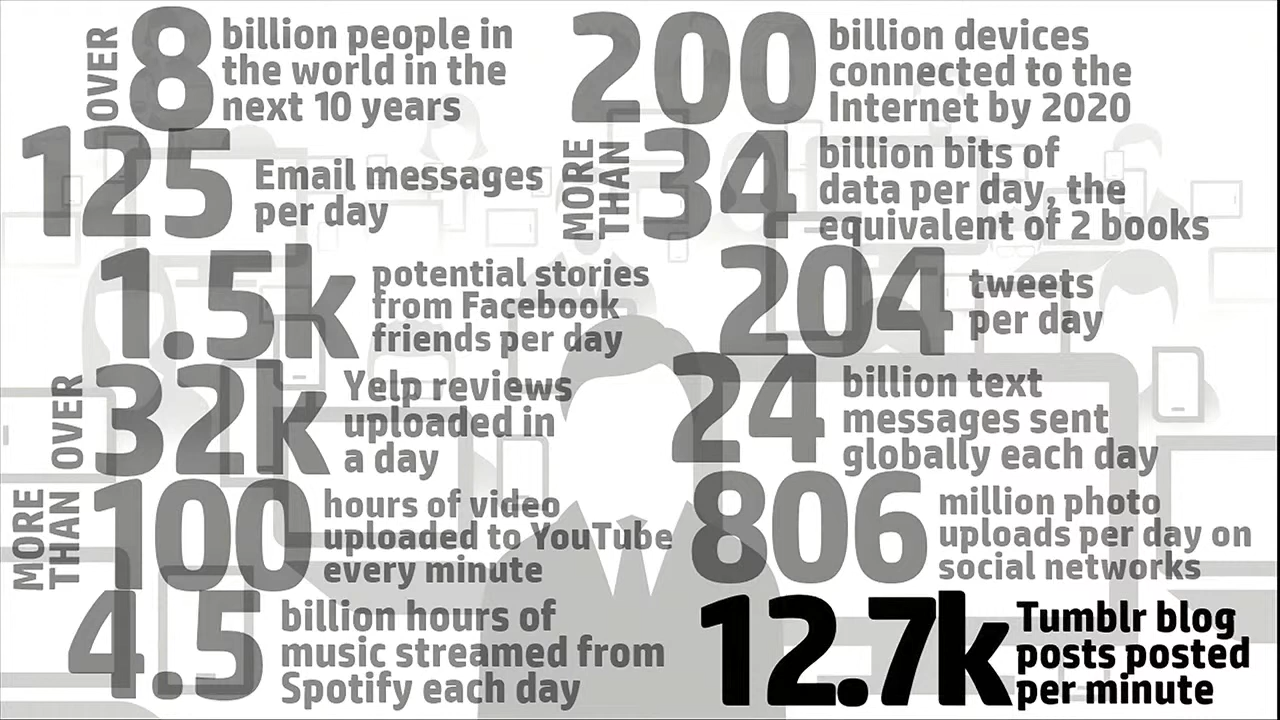 OVER 8 billion people in
the world in the
next 10 years
200 billion devices
connected to the
Internet by 2020
125 Email messages
per day
MORE
THAN
34 billion bits of
data per day, the
equivalent of 2 books
1.5k potential stories
from Facebook
friends per day
204 tweets
per day
OVER 32k Yelp reviews
uploaded in
a day
24 billion text
messages sent
globally each day
MORE
THAN
100 hours of video
uploaded to YouTube
every minute
806 million photo
uploads per day on
social networks
4.5 billion hours of
music streamed from
Spotify each day
12.7k Tumblr blog
posts posted
per minute